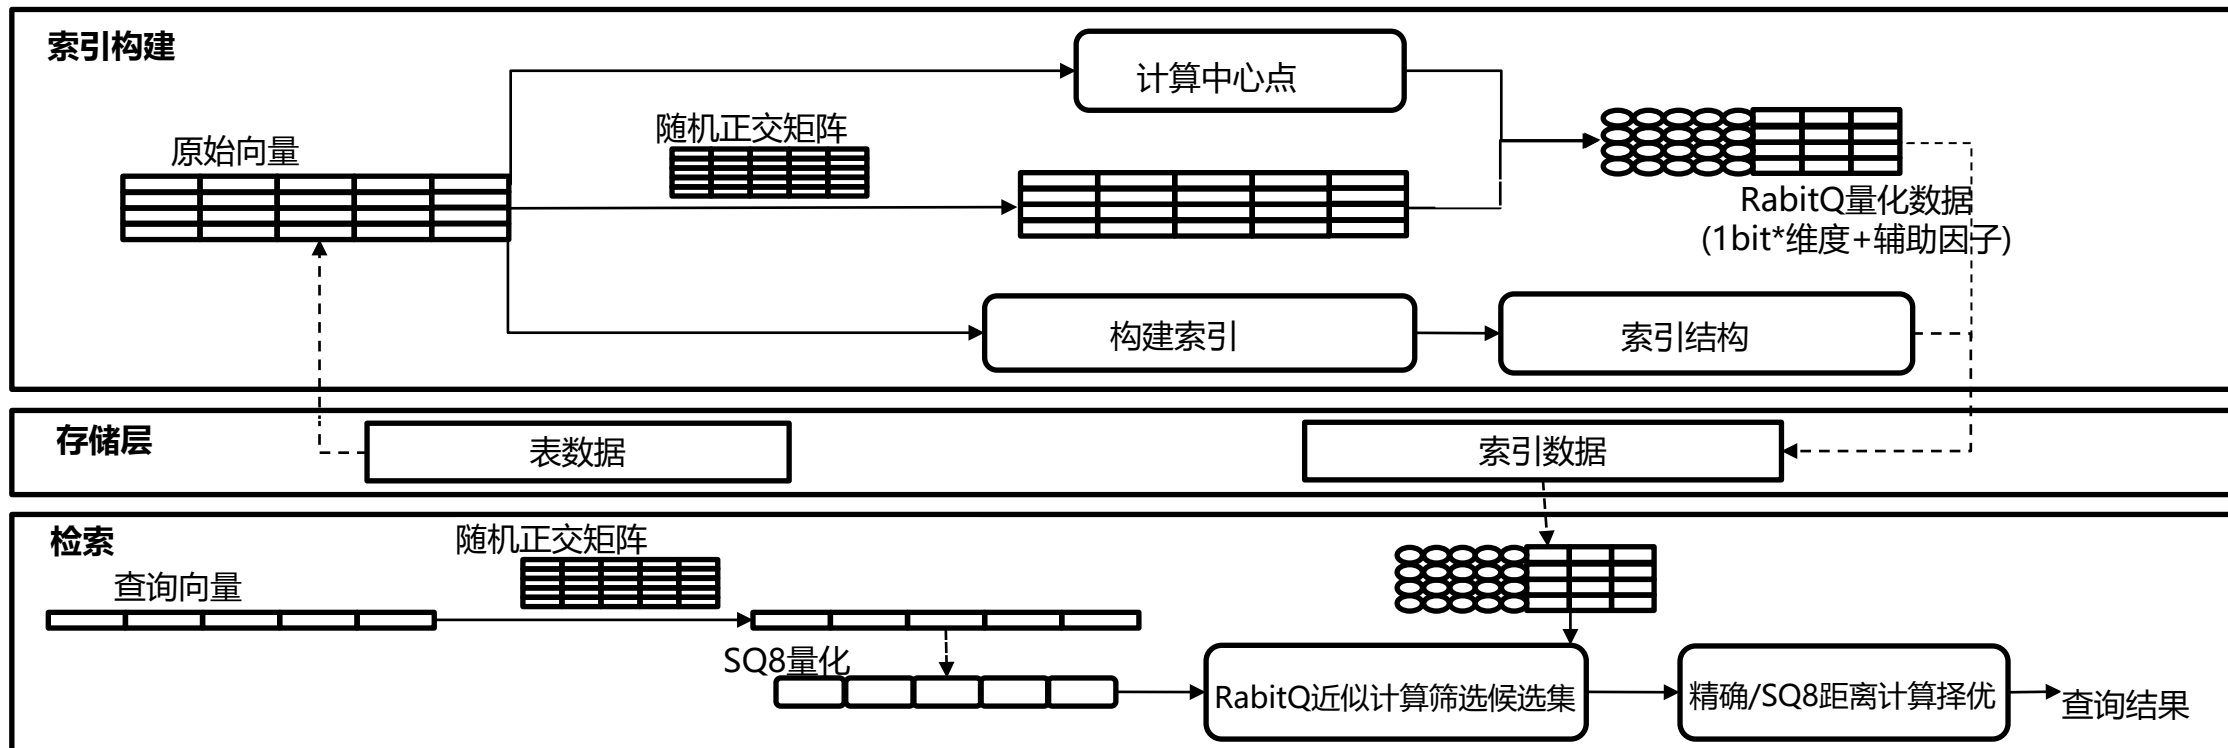 索引构建
计算中心点
随机正交矩阵
原始向量
RabitQ量化数据
(1bit*维度+辅助因子)
构建索引
索引结构
存储层
表数据
索引数据
检索
随机正交矩阵
查询向量
SQ8量化
RabitQ近似计算筛选候选集
精确/SQ8距离计算择优
查询结果